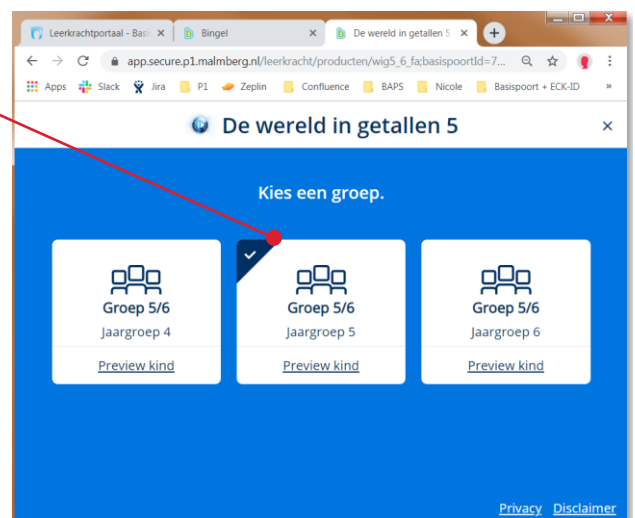 Leerkrachtportaal - Basi
Bingel
De wereld in getallen 5
app.secure.p1.malmberg.nl/leerkracht/producten/wig5_6_fa;basispoortId=7...
Apps Slack Jira P1 Zeplin Confluence BAPS Nicole Basispoort + ECK-ID »
De wereld in getallen 5
Kies een groep.
Groep 5/6
Jaargroep 4
Preview kind
Groep 5/6
Jaargroep 5
Preview kind
Groep 5/6
Jaargroep 6
Preview kind
Privacy Disclaimer